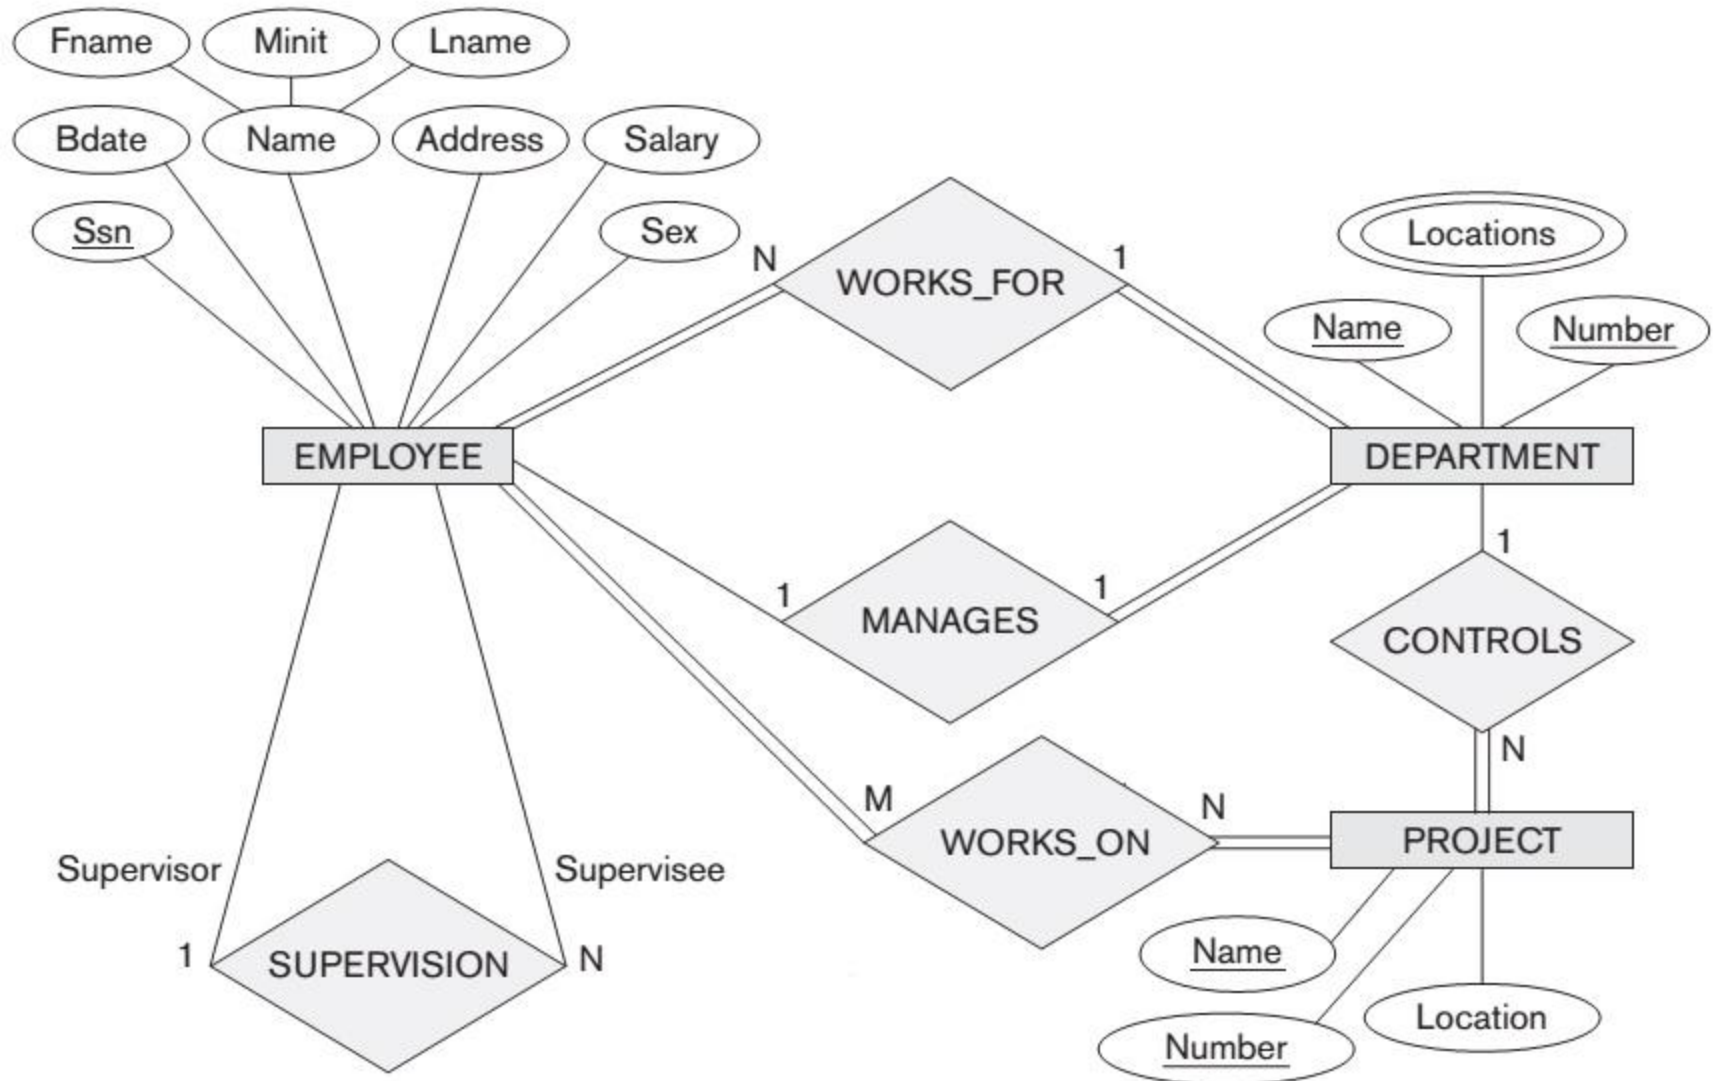 Fname
Minit
Lname
Bdate
Name
Address
Salary
Ssn
Sex
N
WORKS_FOR
1
Locations
Name
Number
EMPLOYEE
DEPARTMENT
1
MANAGES
1
1
CONTROLS
N
M
WORKS_ON
N
PROJECT
Supervisor
Supervisee
1
SUPERVISION
N
Name
Number
Location